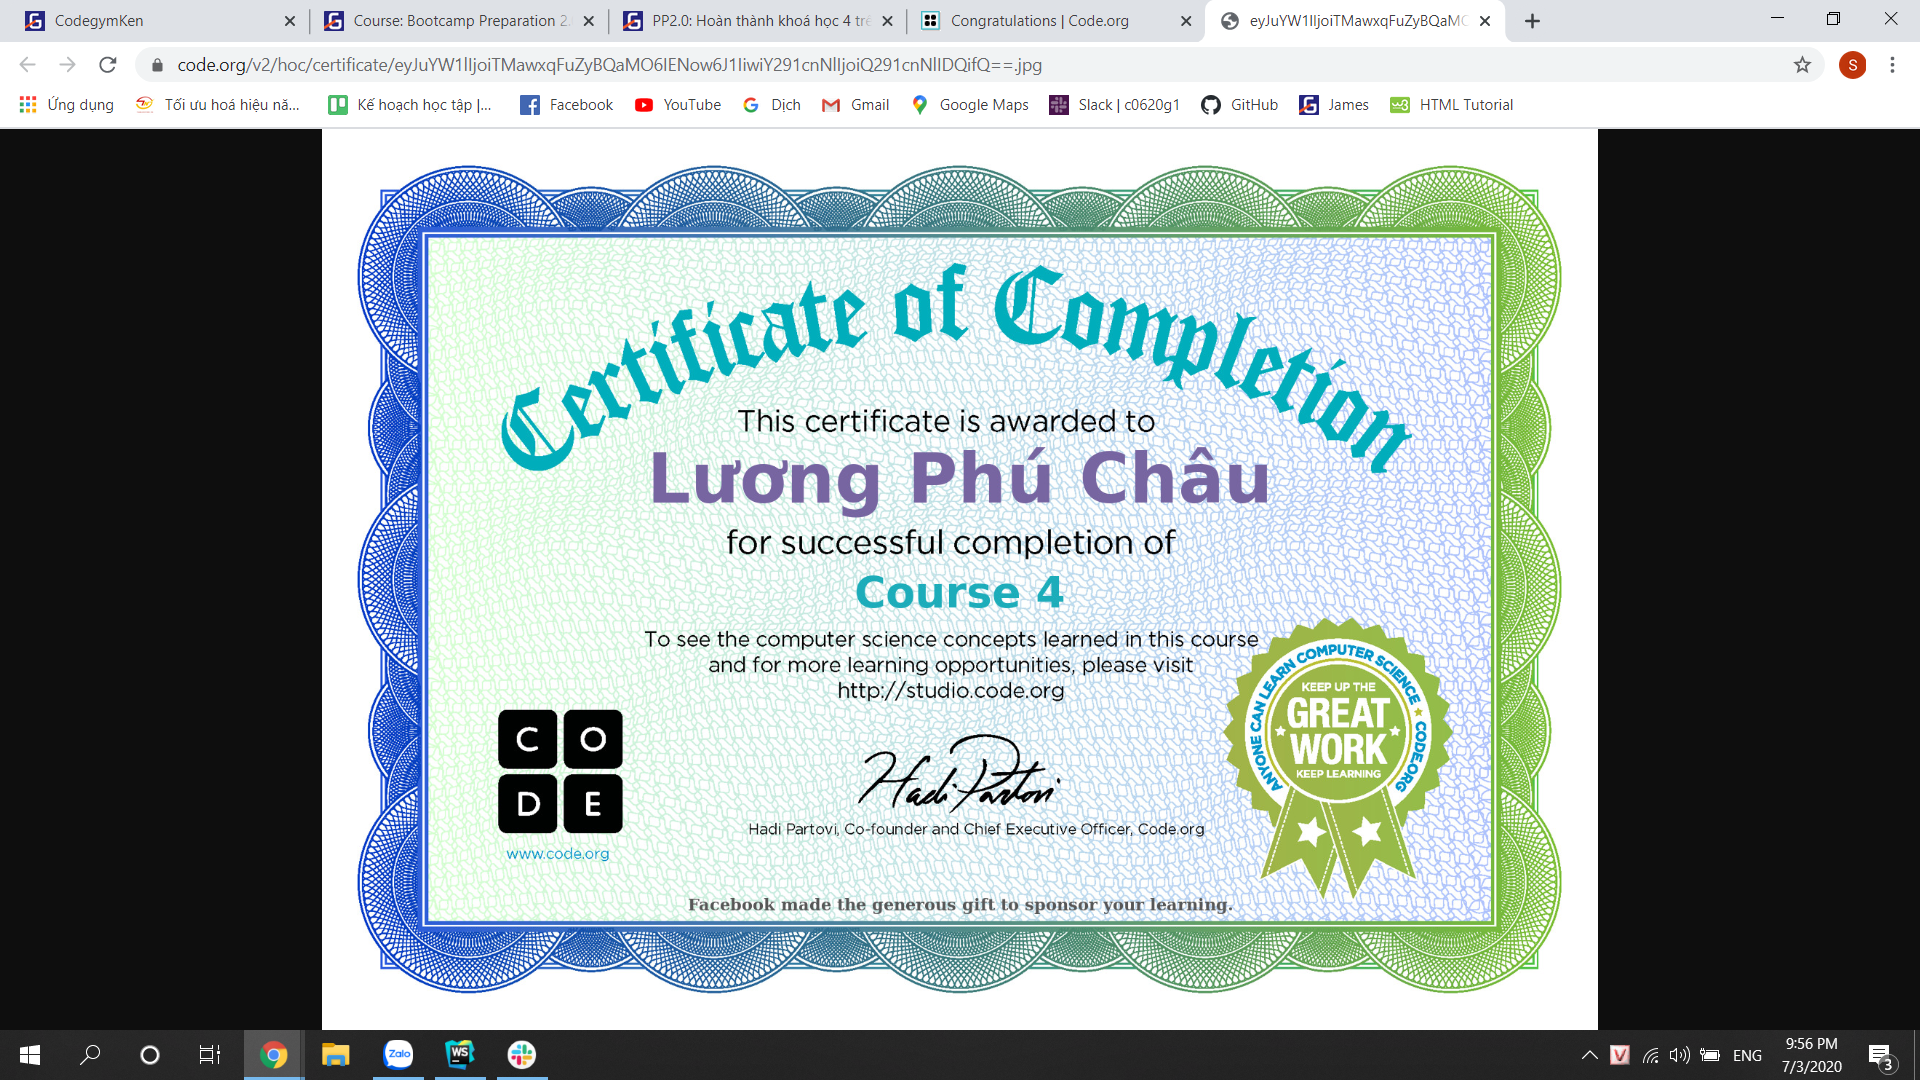 CodegymKen
Course: Bootcamp Preparation 2.
PP2.0: Hoàn thành khoá học 4 trê
Congratulations | Code.org
code.org/v2/hoc/certificate/eyJuYW1lIjoiTMawxqFuZyBQaMO6IENow6J1IiwiY291cnNlIjoiQ291cnNlIDQifQ==.jpg
S
Ứng dụng
Tối ưu hoá hiệu nă...
Kế hoạch học tập |...
Facebook
YouTube
Dịch
Gmail
Google Maps
Slack | c0620g1
GitHub
James
HTML Tutorial
Certificate of Completion
This certificate is awarded to
Lương Phú Châu
for successful completion of
Course 4
To see the computer science concepts learned in this course
and for more learning opportunities, please visit
http://studio.code.org
CODE
www.code.org
Hadi Partovi
Hadi Partovi, Co-founder and Chief Executive Officer, Code.org
ANYONE CAN LEARN COMPUTER SCIENCE ★ CODE.ORG
KEEP UP THE
GREAT
WORK
KEEP LEARNING
Facebook made the generous gift to sponsor your learning.
Zalo
WS
V
ENG
9:56 PM
7/3/2020
3